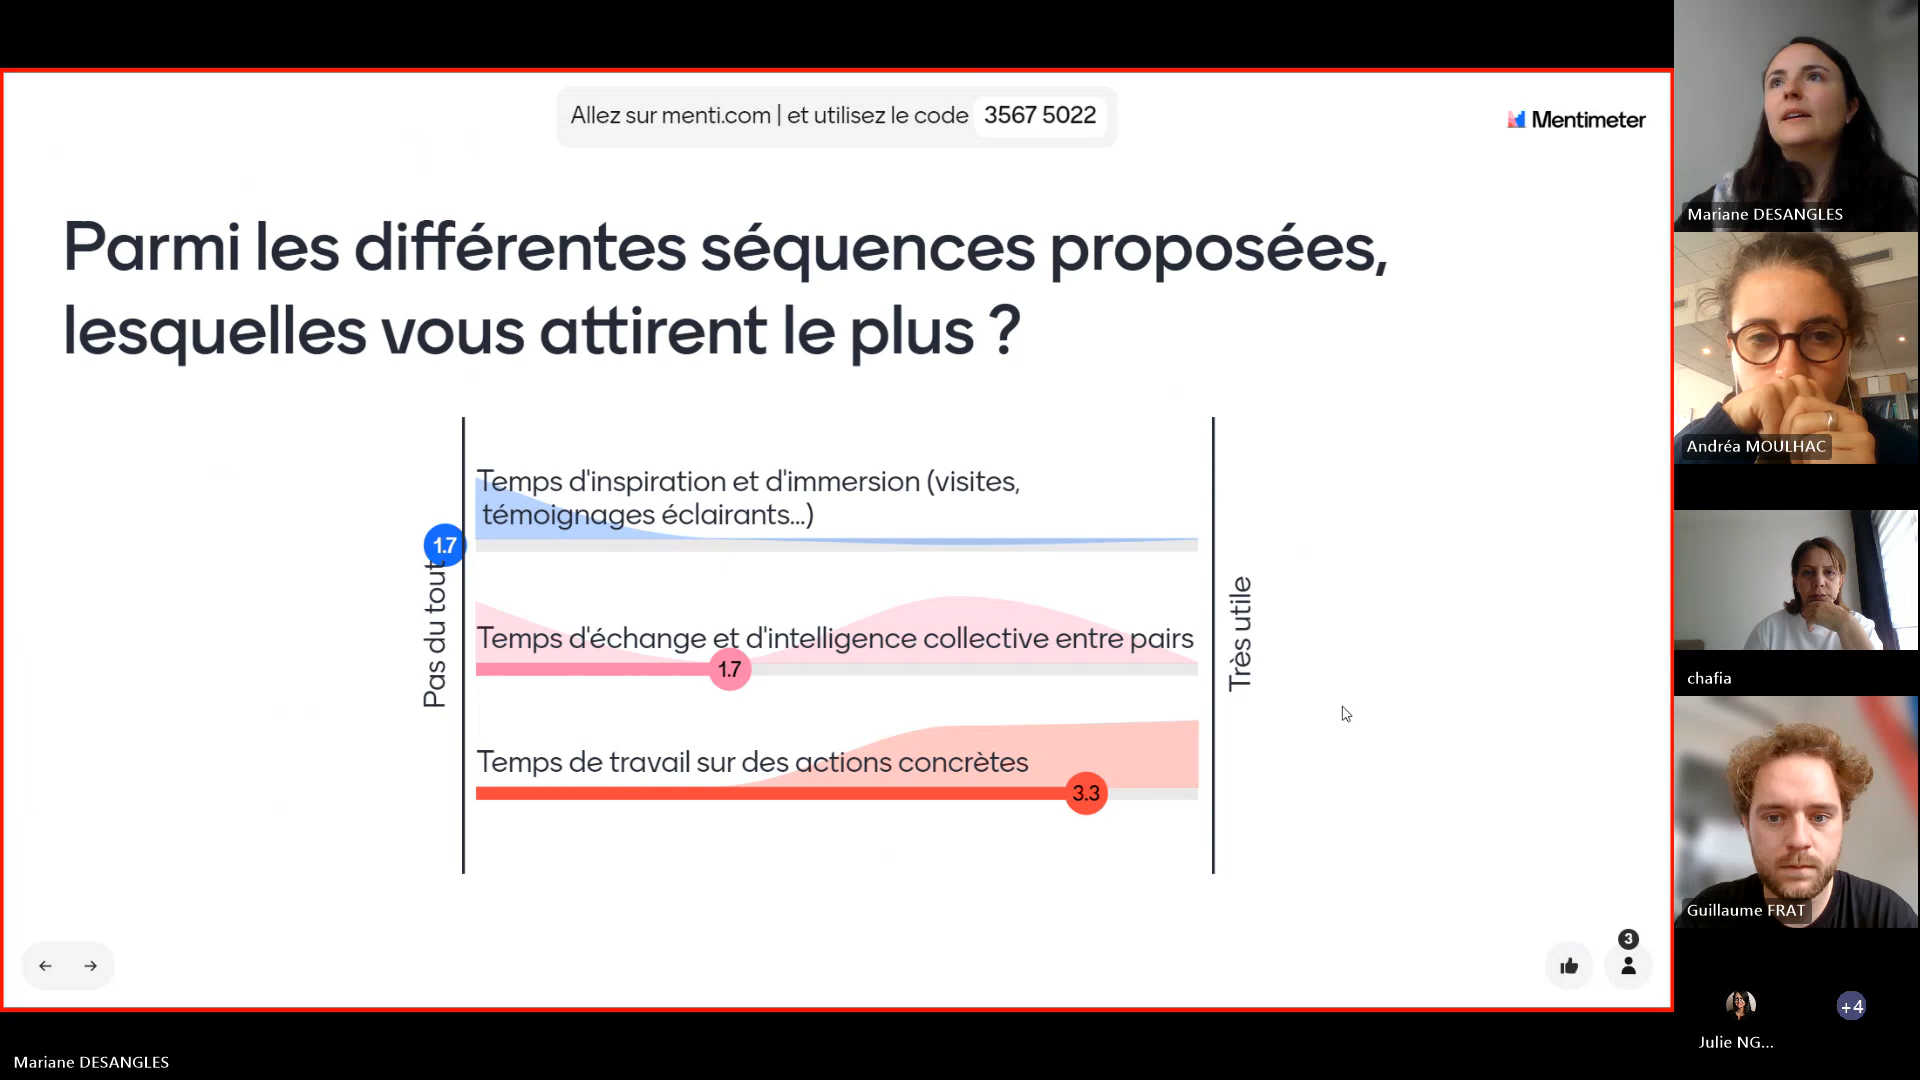 Allez sur menti.com | et utilisez le code 3567 5022
Mentimeter
Parmi les différentes séquences proposées,
lesquelles vous attirent le plus ?
Temps d'inspiration et d'immersion (visites,
témoignages éclairants...)
1.7
Temps d'échange et d'intelligence collective entre pairs
1.7
Temps de travail sur des actions concrètes
3.3
Pas du tout
Très utile
3
Mariane DESANGLES
Andréa MOULHAC
chafia
Guillaume FRAT
Julie NG...
+4
Mariane DESANGLES